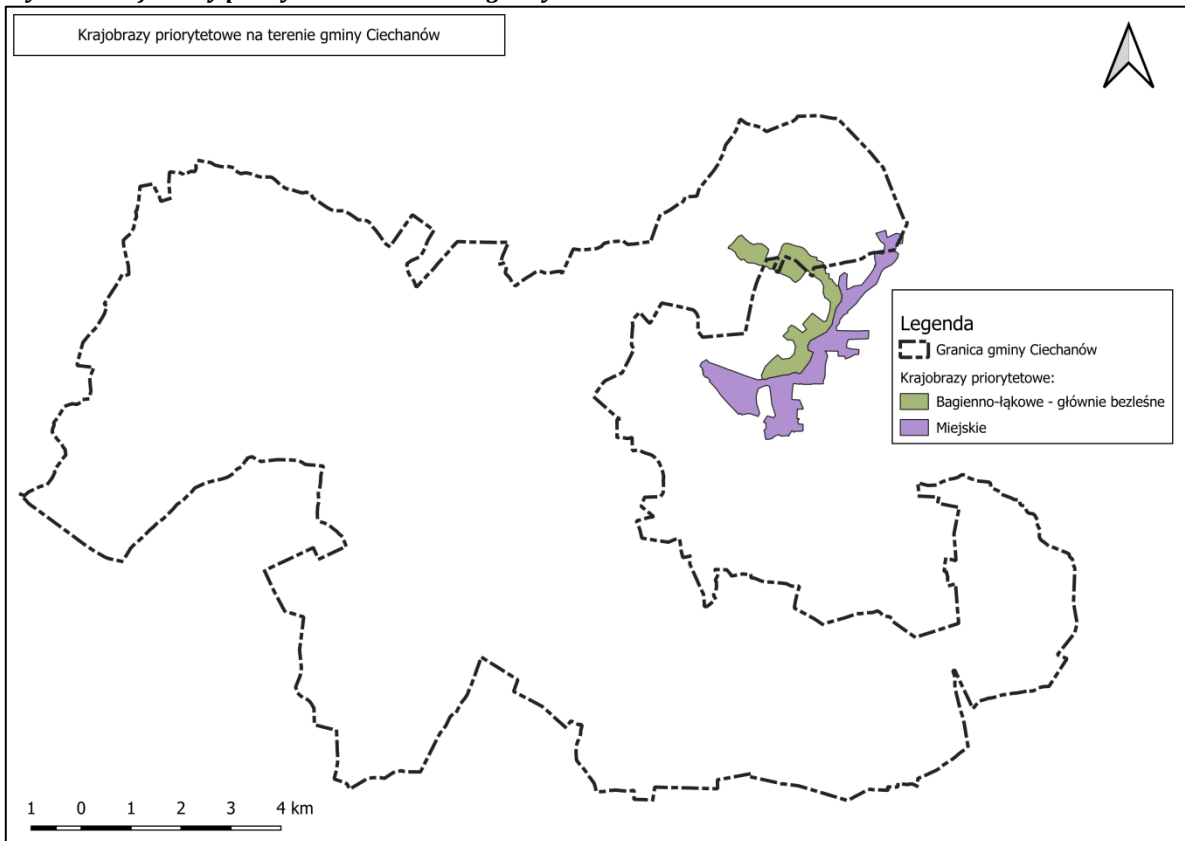 Krajobrazy priorytetowe na terenie gminy Ciechanów
Legenda
Granica gminy Ciechanów
Krajobrazy priorytetowe:
Bagienno-łąkowe - głównie bezleśne
Miejskie
1 0 1 2 3 4 km